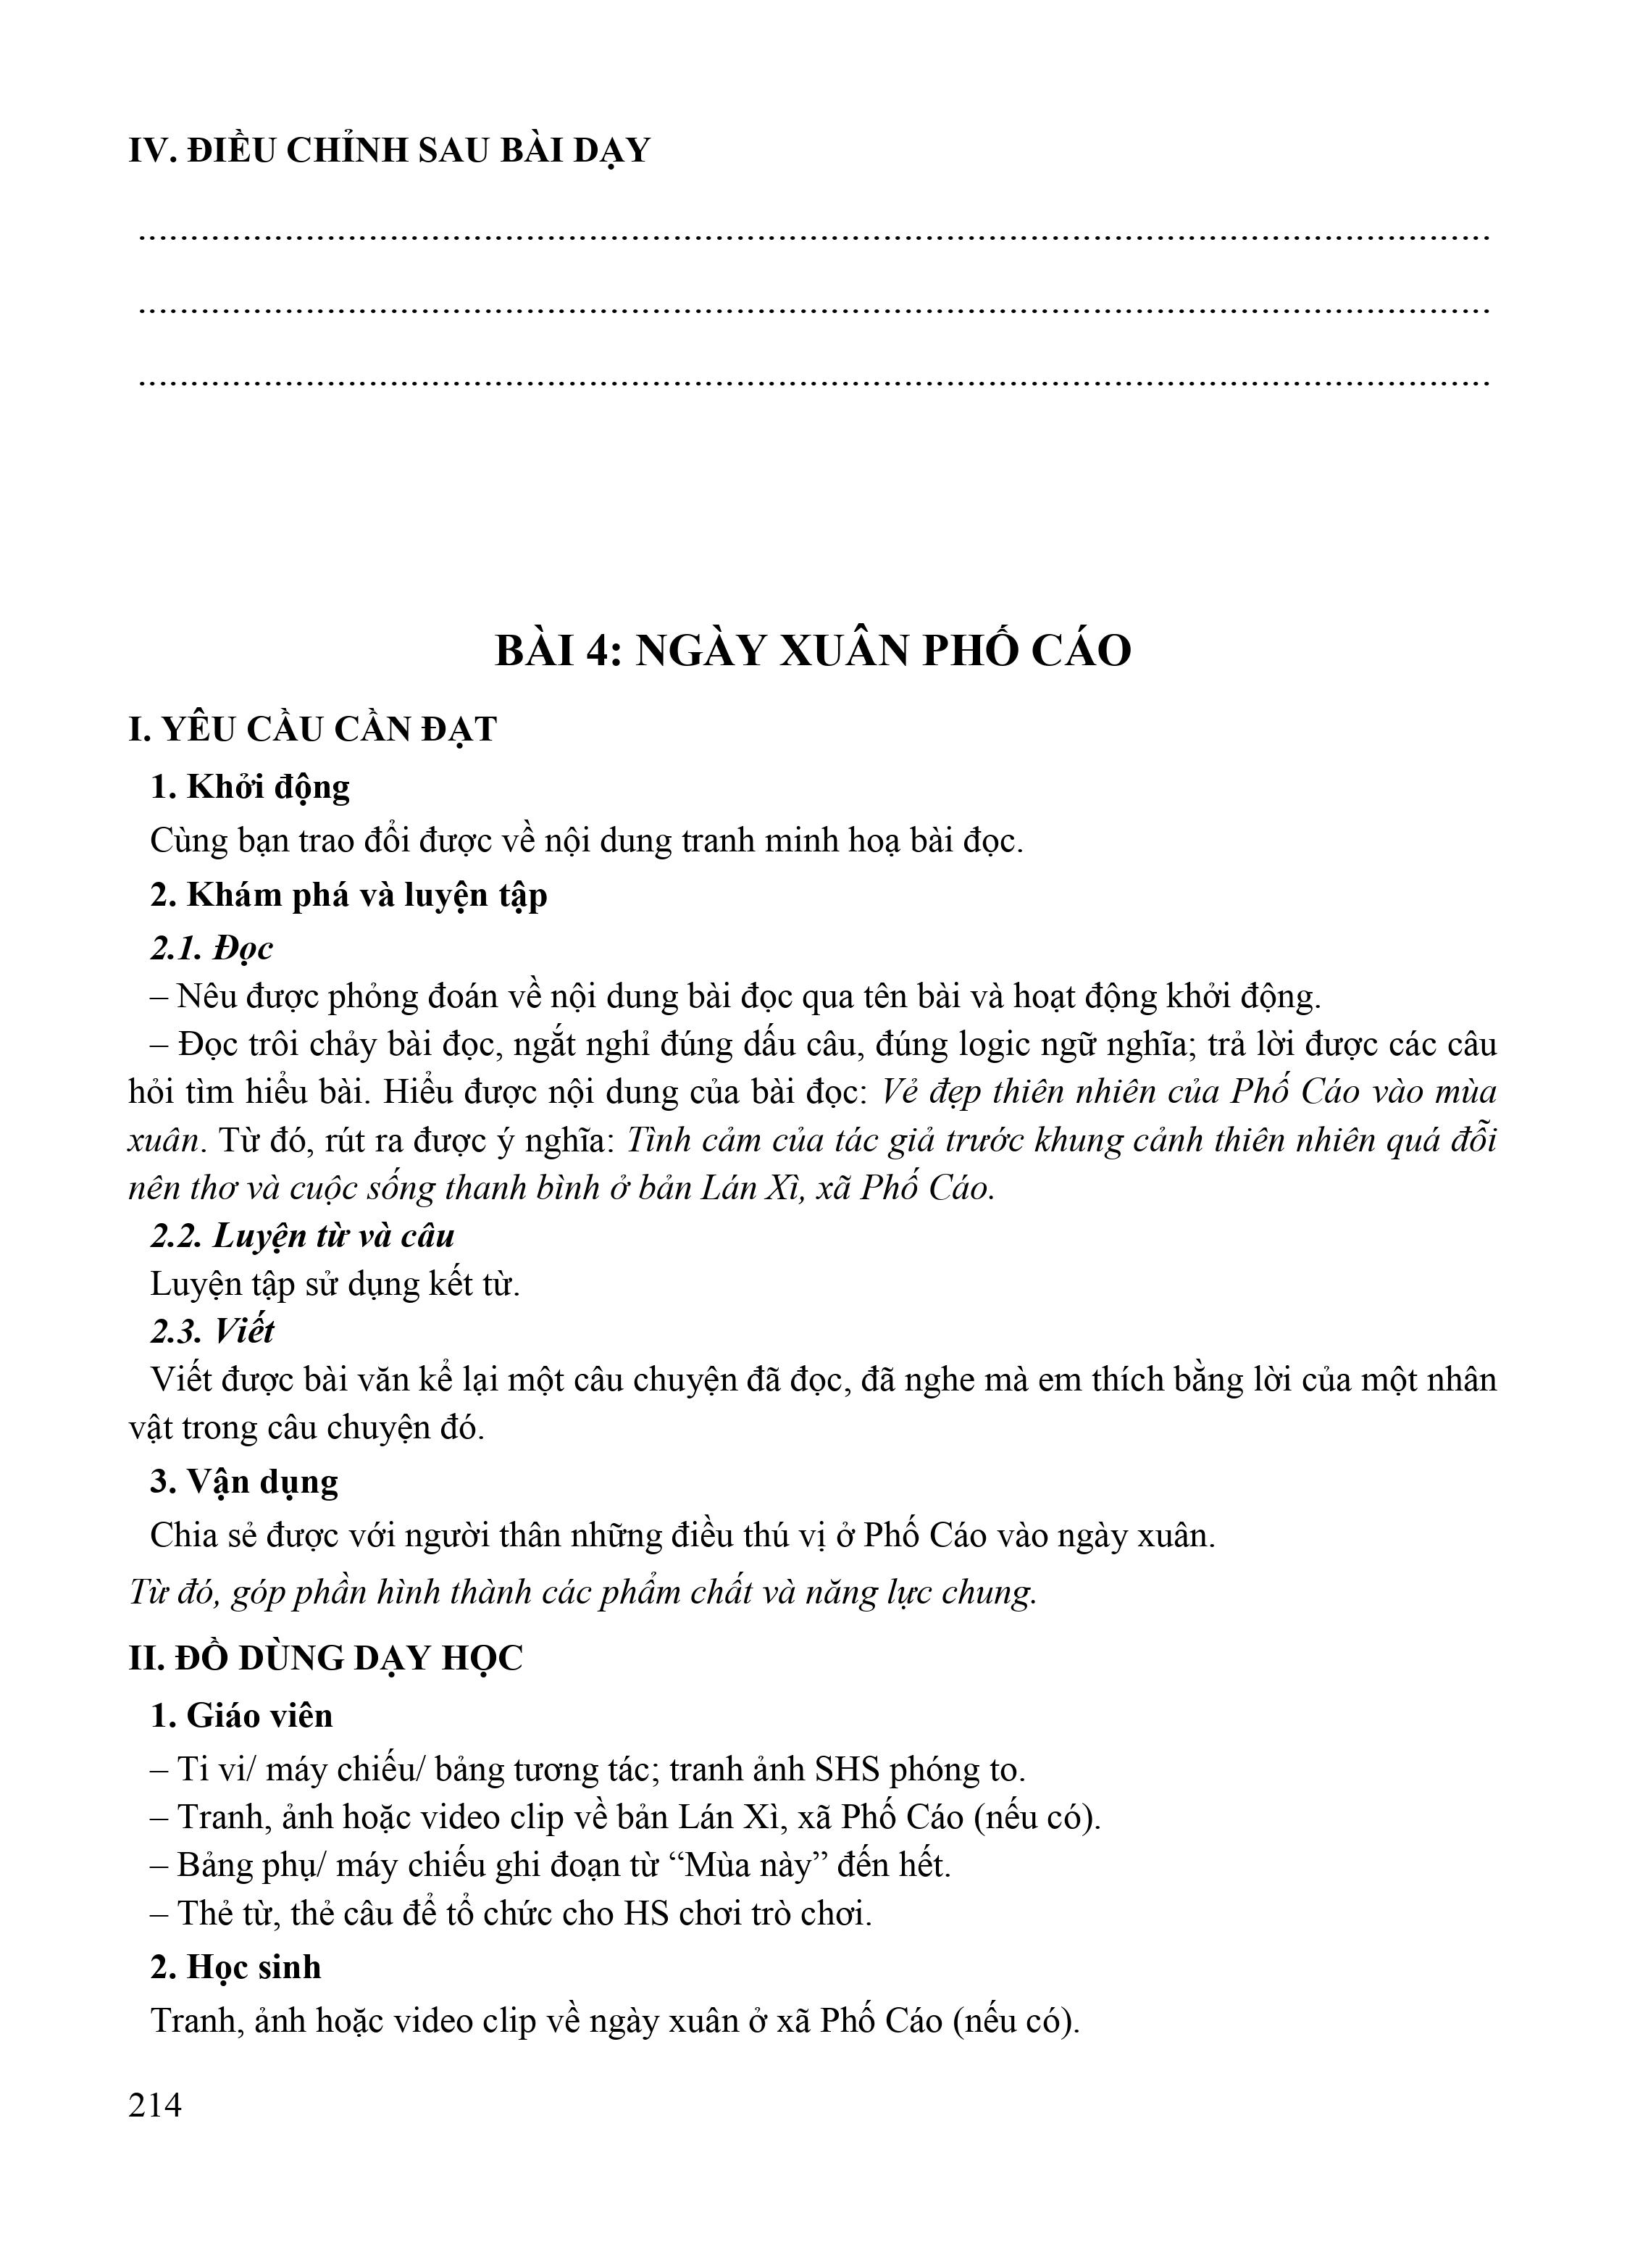 IV. ĐIỀU CHỈNH SAU BÀI DẠY
....................................................................................................................................
....................................................................................................................................
....................................................................................................................................
BÀI 4: NGÀY XUÂN PHỐ CÁO
I. YÊU CẦU CẦN ĐẠT
1. Khởi động
Cùng bạn trao đổi được về nội dung tranh minh hoạ bài đọc.
2. Khám phá và luyện tập
2.1. Đọc
– Nêu được phỏng đoán về nội dung bài đọc qua tên bài và hoạt động khởi động.
– Đọc trôi chảy bài đọc, ngắt nghỉ đúng dấu câu, đúng logic ngữ nghĩa; trả lời được các câu
hỏi tìm hiểu bài. Hiểu được nội dung của bài đọc: Vẻ đẹp thiên nhiên của Phố Cáo vào mùa
xuân. Từ đó, rút ra được ý nghĩa: Tình cảm của tác giả trước khung cảnh thiên nhiên quá đỗi
nên thơ và cuộc sống thanh bình ở bản Lán Xì, xã Phố Cáo.
2.2. Luyện từ và câu
Luyện tập sử dụng kết từ.
2.3. Viết
Viết được bài văn kể lại một câu chuyện đã đọc, đã nghe mà em thích bằng lời của một nhân
vật trong câu chuyện đó.
3. Vận dụng
Chia sẻ được với người thân những điều thú vị ở Phố Cáo vào ngày xuân.
Từ đó, góp phần hình thành các phẩm chất và năng lực chung.
II. ĐỒ DÙNG DẠY HỌC
1. Giáo viên
– Ti vi/ máy chiếu/ bảng tương tác; tranh ảnh SHS phóng to.
– Tranh, ảnh hoặc video clip về bản Lán Xì, xã Phố Cáo (nếu có).
– Bảng phụ/ máy chiếu ghi đoạn từ “Mùa này” đến hết.
– Thẻ từ, thẻ câu để tổ chức cho HS chơi trò chơi.
2. Học sinh
Tranh, ảnh hoặc video clip về ngày xuân ở xã Phố Cáo (nếu có).
214